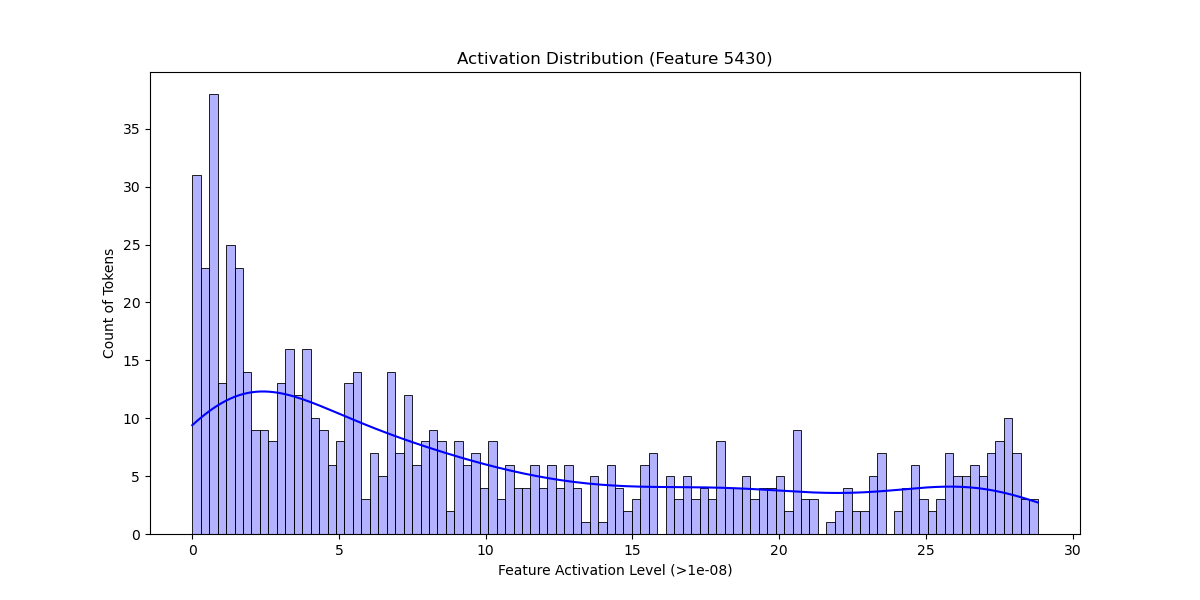 Activation Distribution (Feature 5430)
Count of Tokens
35
30
25
20
15
10
5
0
0 5 10 15 20 25 30
Feature Activation Level (>1e-08)